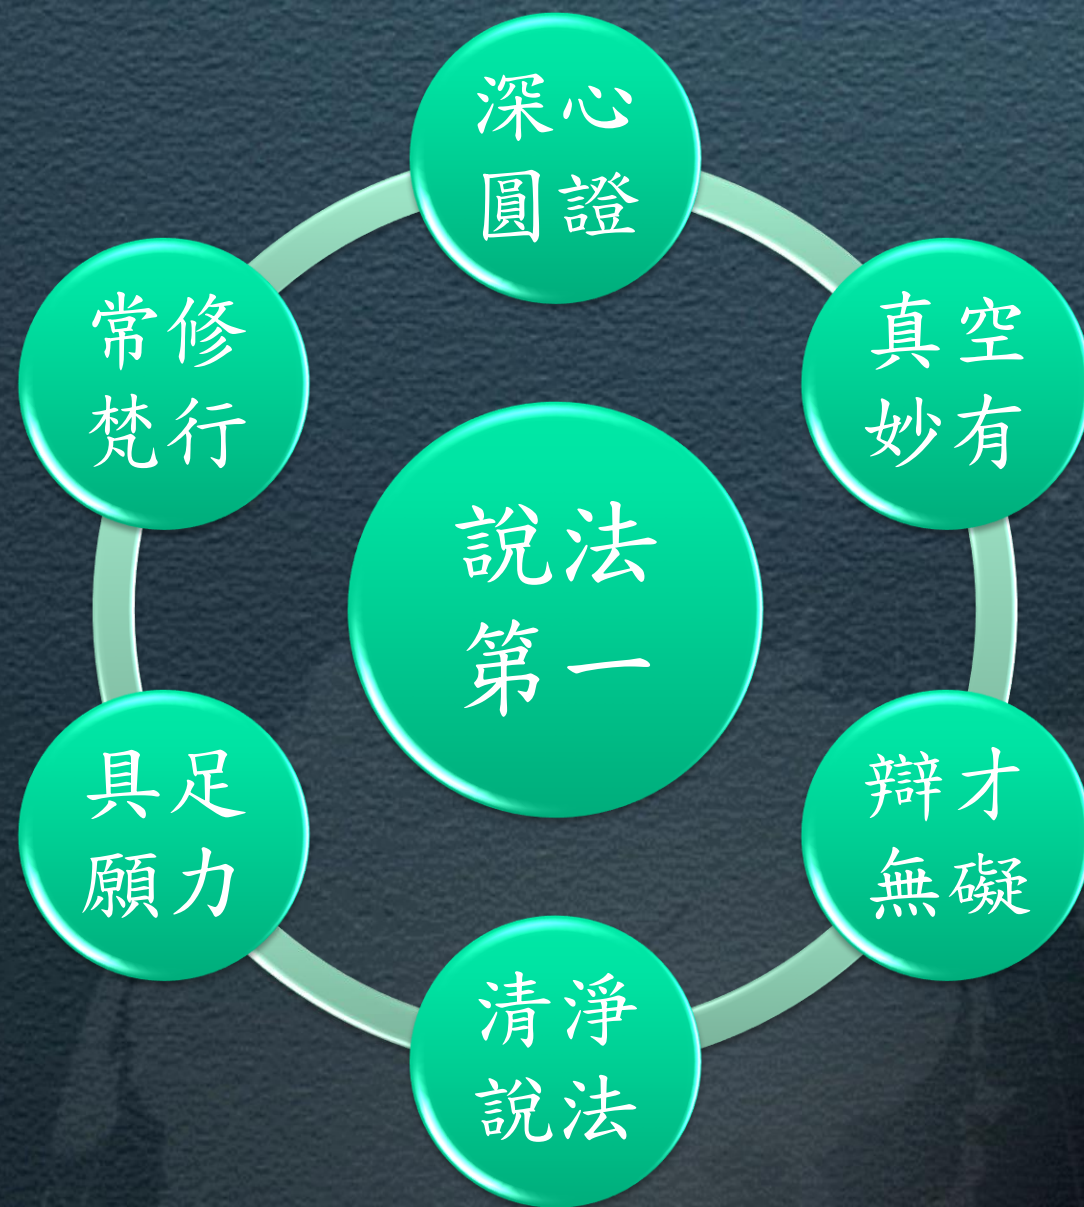 深心
圓證
真空
妙有
辯才
無礙
清淨
說法
具足
願力
常修
梵行
說法
第一